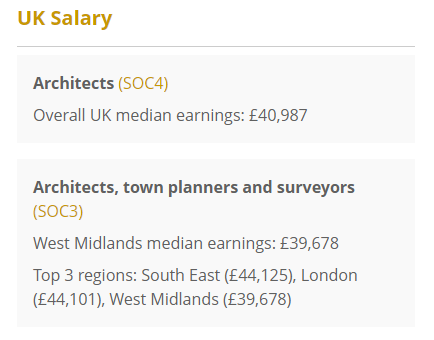 UK Salary
Architects (SOC4)
Overall UK median earnings: £40,987
Architects, town planners and surveyors
(SOC3)
West Midlands median earnings: £39,678
Top 3 regions: South East (£44,125), London
(£44,101), West Midlands (£39,678)